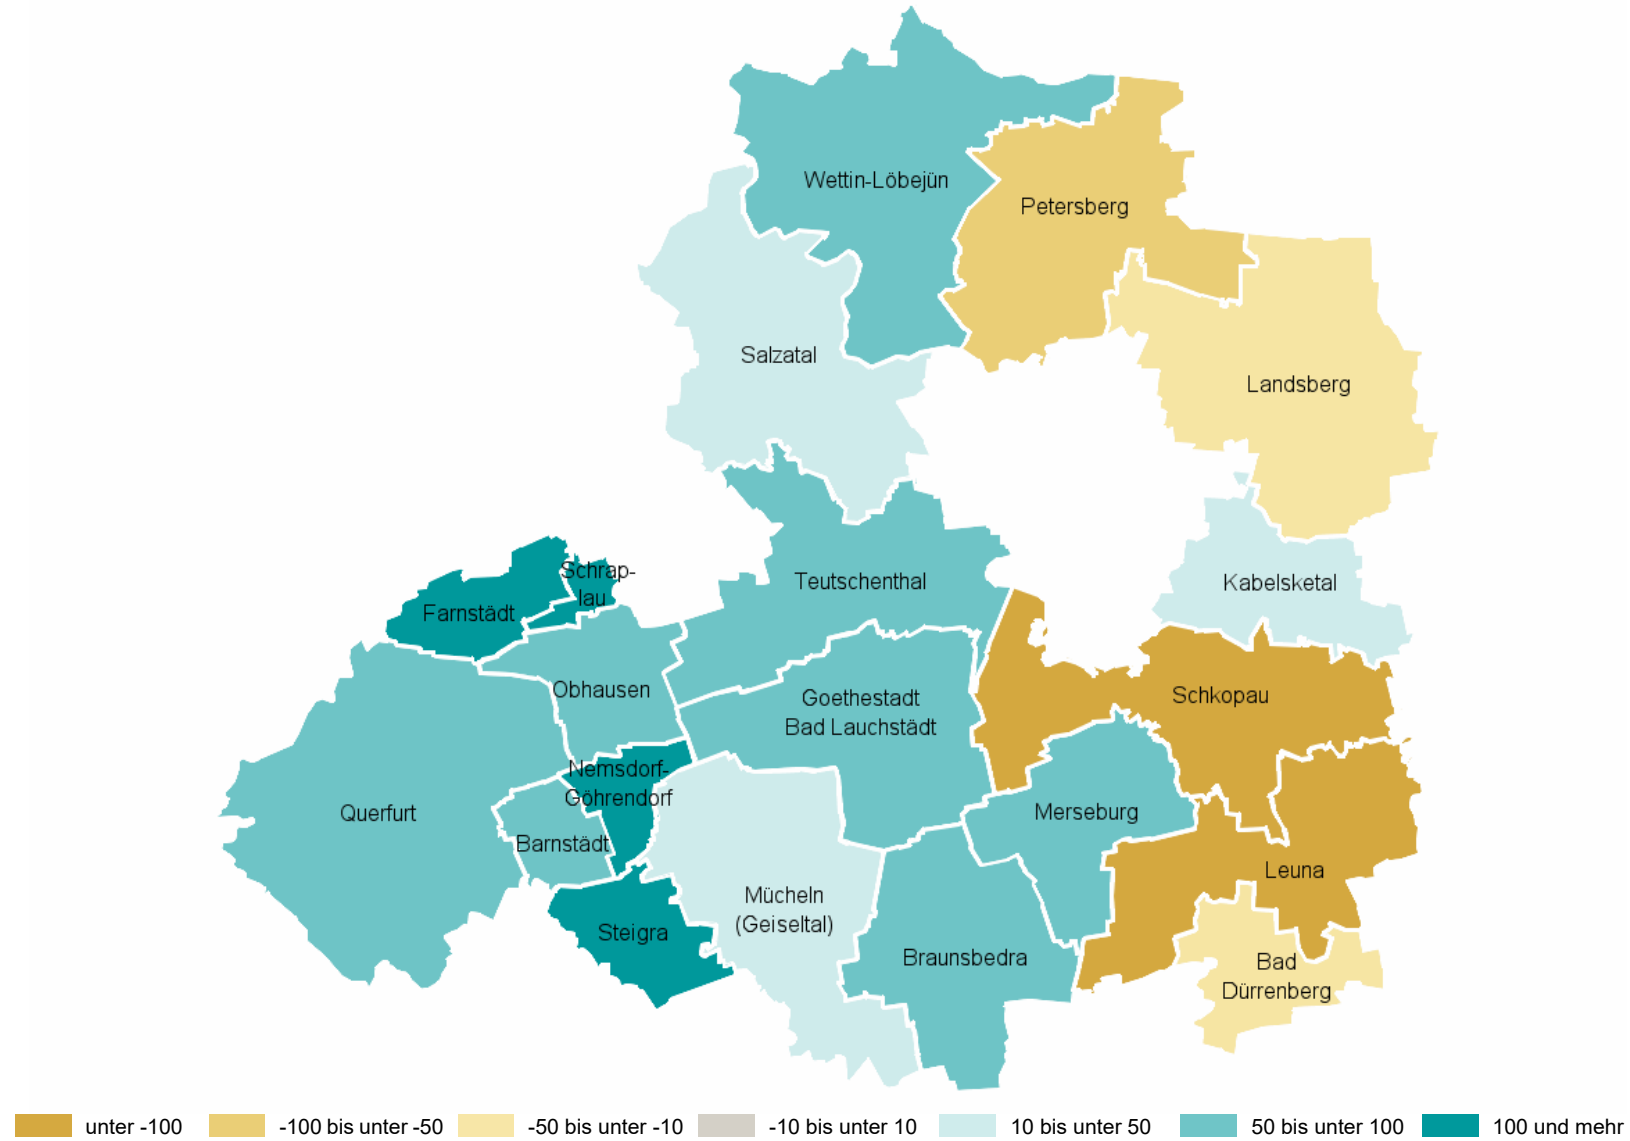 Wettin-Löbejün
Petersberg
Salzatal
Landsberg
Schrap-
lau
Teutschenthal
Kabelsketal
Farnstädt
Obhausen
Goethestadt
Bad Lauchstädt
Schkopau
Nemsdorf-
Göhrendorf
Querfurt
Merseburg
Barnstädt
Leuna
Mücheln
(Geiseltal)
Steigra
Braunsbedra
Bad
Dürrenberg
unter -100
-100 bis unter -50
-50 bis unter -10
-10 bis unter 10
10 bis unter 50
50 bis unter 100
100 und mehr